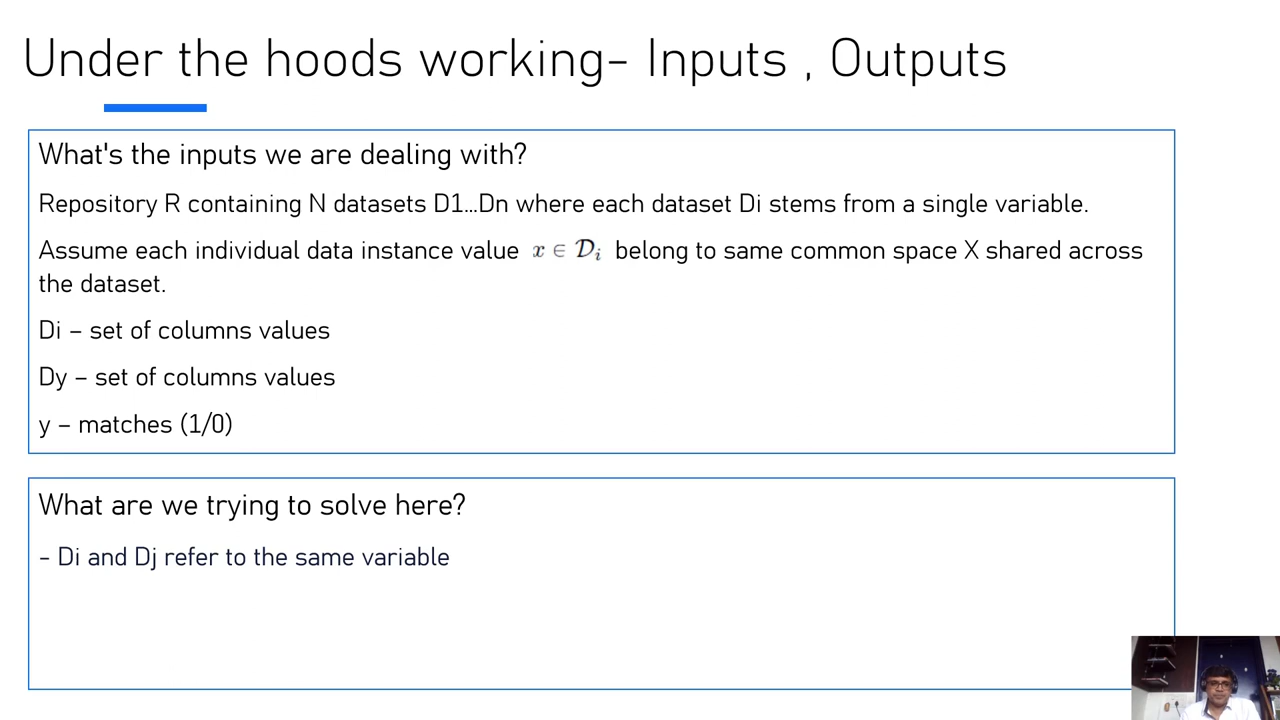 Under the hoods working- Inputs , Outputs
What's the inputs we are dealing with?
Repository R containing N datasets D1...Dn where each dataset Di stems from a single variable.
Assume each individual data instance value x ∈ 𝒟ᵢ belong to same common space X shared across
the dataset.
Di – set of columns values
Dy – set of columns values
y – matches (1/0)
What are we trying to solve here?
- Di and Dj refer to the same variable